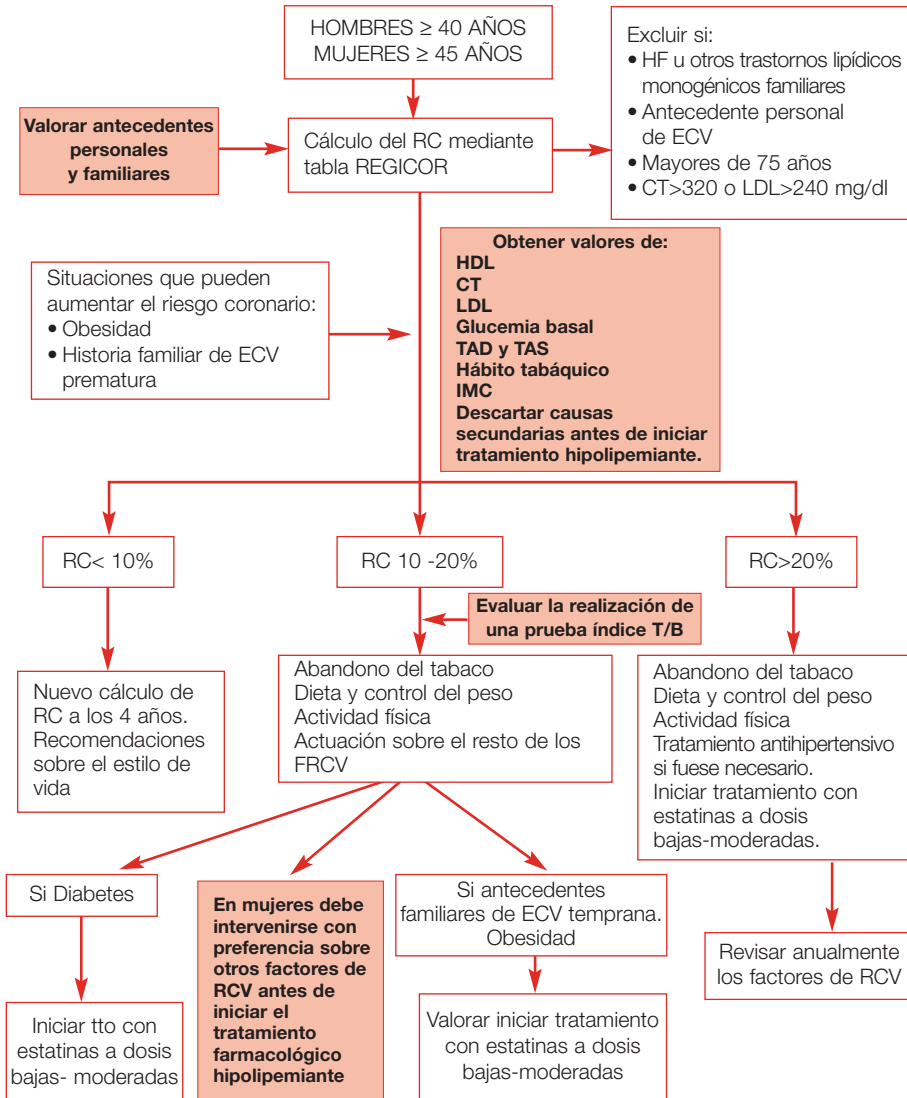 HOMBRES ≥ 40 AÑOS
MUJERES ≥ 45 AÑOS
Excluir si:
• HF u otros trastornos lipídicos
monogénicos familiares
• Antecedente personal
de ECV
• Mayores de 75 años
• CT>320 o LDL>240 mg/dl
Valorar antecedentes
personales
y familiares
Cálculo del RC mediante
tabla REGICOR
Obtener valores de:
HDL
CT
LDL
Glucemia basal
TAD y TAS
Hábito tabáquico
IMC
Descartar causas
secundarias antes de iniciar
tratamiento hipolipemiante.
Situaciones que pueden
aumentar el riesgo coronario:
• Obesidad
• Historia familiar de ECV
prematura
RC< 10%
RC 10 -20%
RC>20%
Evaluar la realización de
una prueba índice T/B
Nuevo cálculo de
RC a los 4 años.
Recomendaciones
sobre el estilo de
vida
Abandono del tabaco
Dieta y control del peso
Actividad física
Actuación sobre el resto de los
FRCV
Abandono del tabaco
Dieta y control del peso
Actividad física
Tratamiento antihipertensivo
si fuese necesario.
Iniciar tratamiento con
estatinas a dosis
bajas-moderadas.
Si Diabetes
En mujeres debe
intervenirse con
preferencia sobre
otros factores de
RCV antes de
iniciar el
tratamiento
farmacológico
hipolipemiante
Si antecedentes
familiares de ECV temprana.
Obesidad
Revisar anualmente
los factores de RCV
Iniciar tto con
estatinas a dosis
bajas- moderadas
Valorar iniciar tratamiento
con estatinas a dosis
bajas-moderadas